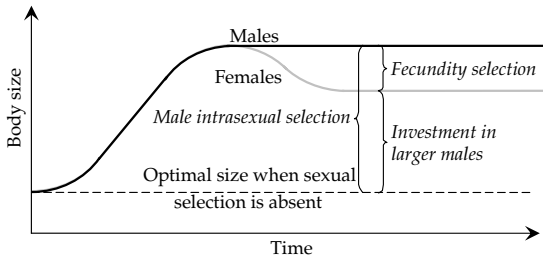 Males
Females
Fecundity selection
Male intrasexual selection
Investment in
larger males
Optimal size when sexual
selection is absent
Body size
Time